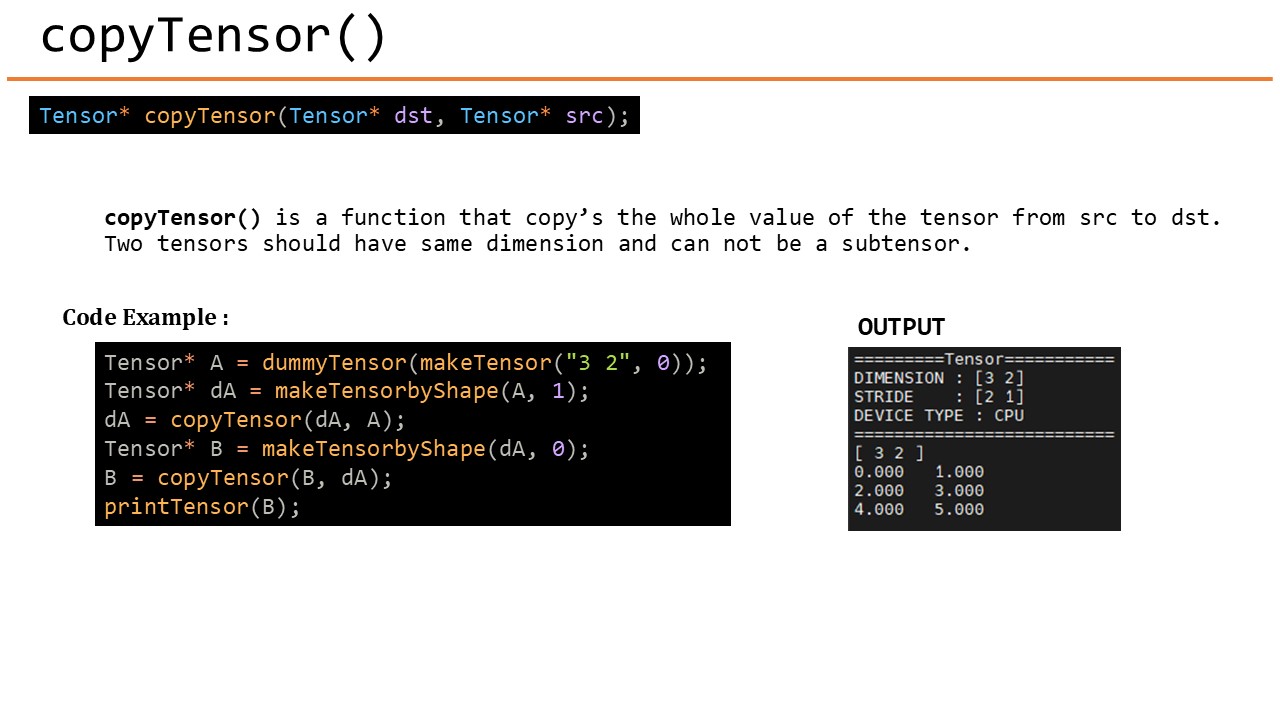 copyTensor()
Tensor* copyTensor(Tensor* dst, Tensor* src);
copyTensor() is a function that copy’s the whole value of the tensor from src to dst.
Two tensors should have same dimension and can not be a subtensor.
Code Example :
Tensor* A = dummyTensor(makeTensor("3 2", 0));
Tensor* dA = makeTensorbyShape(A, 1);
dA = copyTensor(dA, A);
Tensor* B = makeTensorbyShape(dA, 0);
B = copyTensor(B, dA);
printTensor(B);
OUTPUT
=========Tensor===========
DIMENSION : [3 2]
STRIDE    : [2 1]
DEVICE TYPE : CPU
==========================
[ 3 2 ]
0.000   1.000
2.000   3.000
4.000   5.000